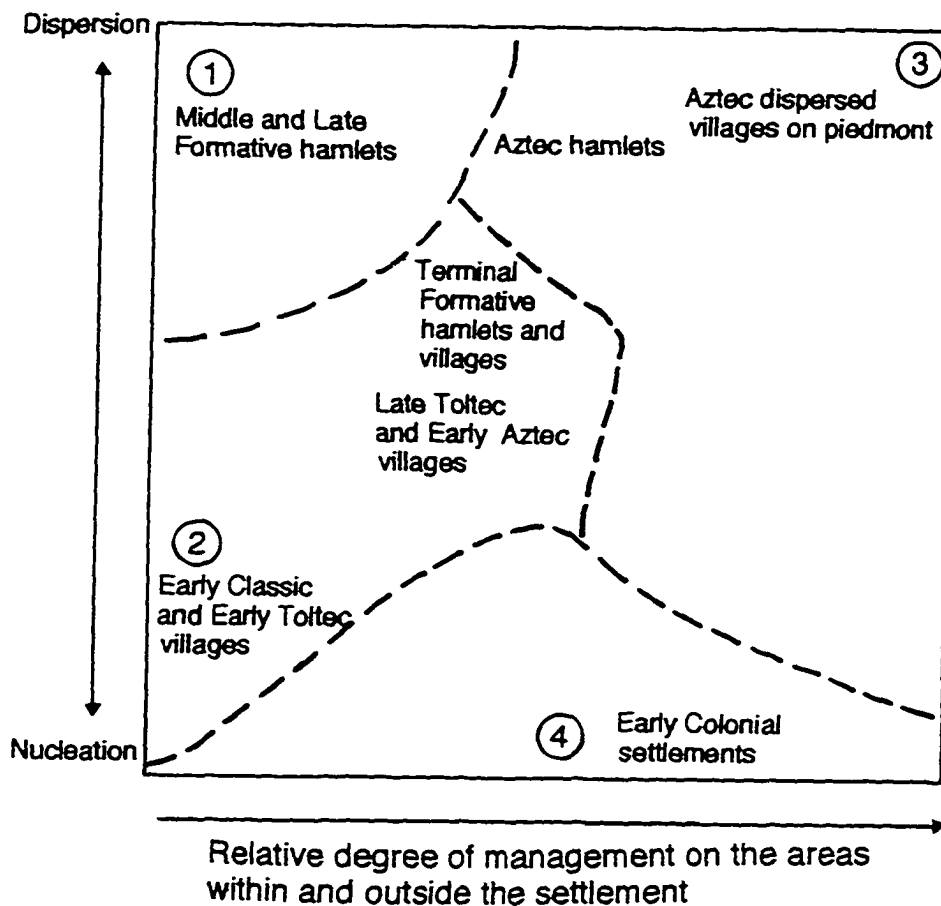 Dispersion
1
Middle and Late
Formative hamlets
3
Aztec dispersed
villages on piedmont
Aztec hamlets
Terminal
Formative
hamlets and
villages
Late Toltec
and Early Aztec
villages
2
Early Classic
and Early Toltec
villages
Nucleation
4
Early Colonial
settlements
Relative degree of management on the areas
within and outside the settlement